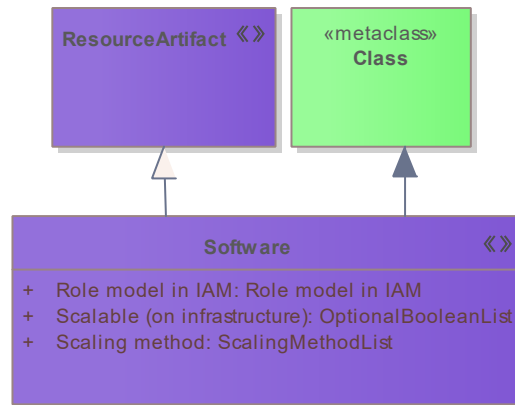 ResourceArtifact «»
«metaclass»
Class
Software «»
+ Role model in IAM: Role model in IAM
+ Scalable (on infrastructure): OptionalBooleanList
+ Scaling method: ScalingMethodList